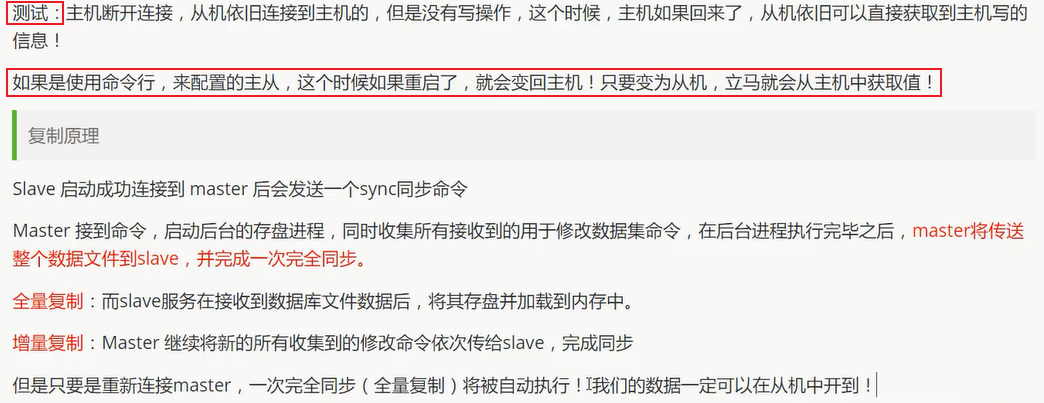 测试：主机断开连接，从机依旧连接到主机的，但是没有写操作，这个时候，主机如果回来了，从机依旧可以直接获取到主机写的
信息！
如果是使用命令行，来配置的主从，这个时候如果重启了，就会变回主机！只要变为从机，立马就会从主机中获取值！
复制原理
Slave 启动成功连接到 master 后会发送一个sync同步命令
Master 接到命令，启动后台的存盘进程，同时收集所有接收到的用于修改数据集命令，在后台进程执行完毕之后，master将传送
整个数据文件到slave，并完成一次完全同步。
全量复制：而slave服务在接收到数据库文件数据后，将其存盘并加载到内存中。
增量复制：Master 继续将新的所有收集到的修改命令依次传给slave，完成同步
但是只要是重新连接master，一次完全同步（全量复制）将被自动执行！我们的数据一定可以在从机中开到！